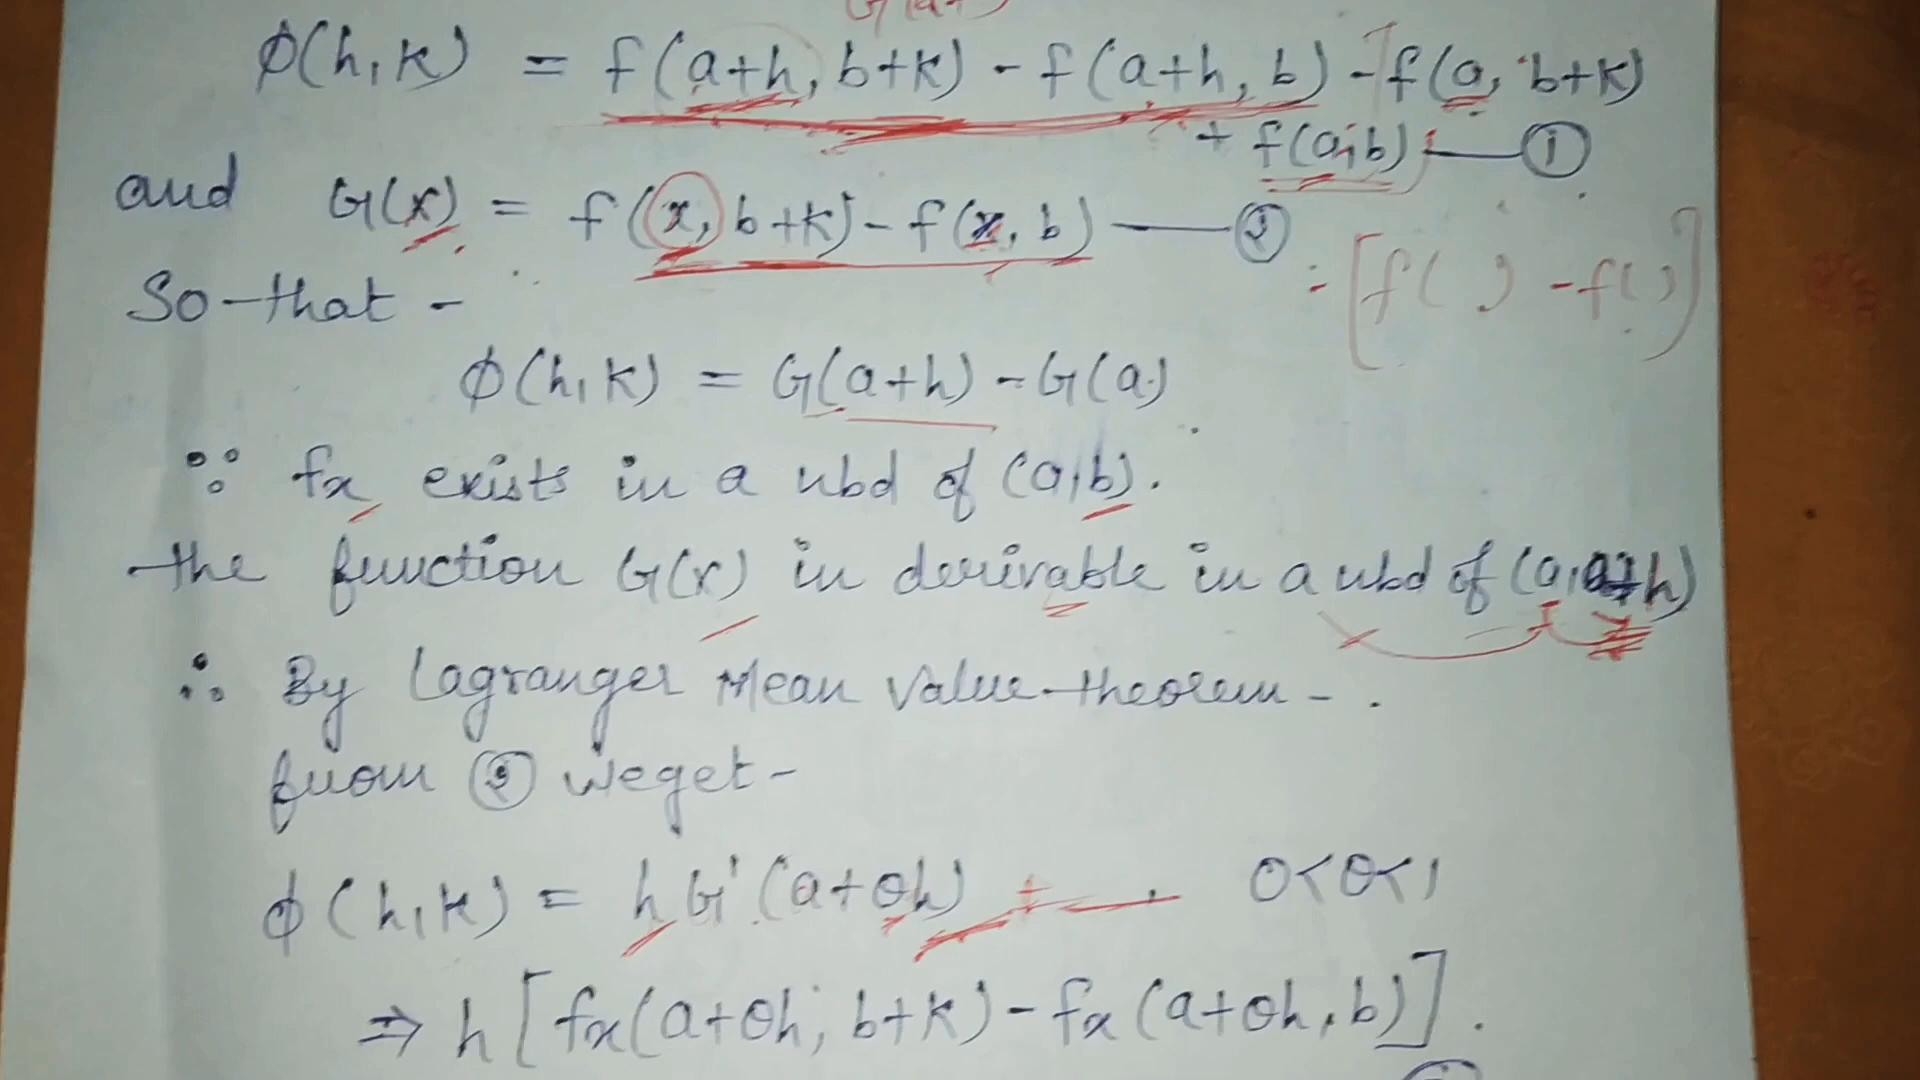 G(a+
ϕ(h,k) = f(a+h, b+k) - f(a+h, b) - f(a, b+k)
+ f(a,b) — ①
and G(x) = f(x, b+k) - f(x, b) — ②
= [f( ) - f( )]
So that -
ϕ(h,k) = G(a+h) - G(a)
∵ fx exists in a nbd of (a,b).
the function G(x) in derivable in a nbd of (a, a+h)
∴ By Lagranger Mean Value theorem -
from ② we get -
ϕ(h,k) = hG'(a+θh) 0<θ<1
⇒ h[fx(a+θh, b+k) - fx(a+θh, b)].